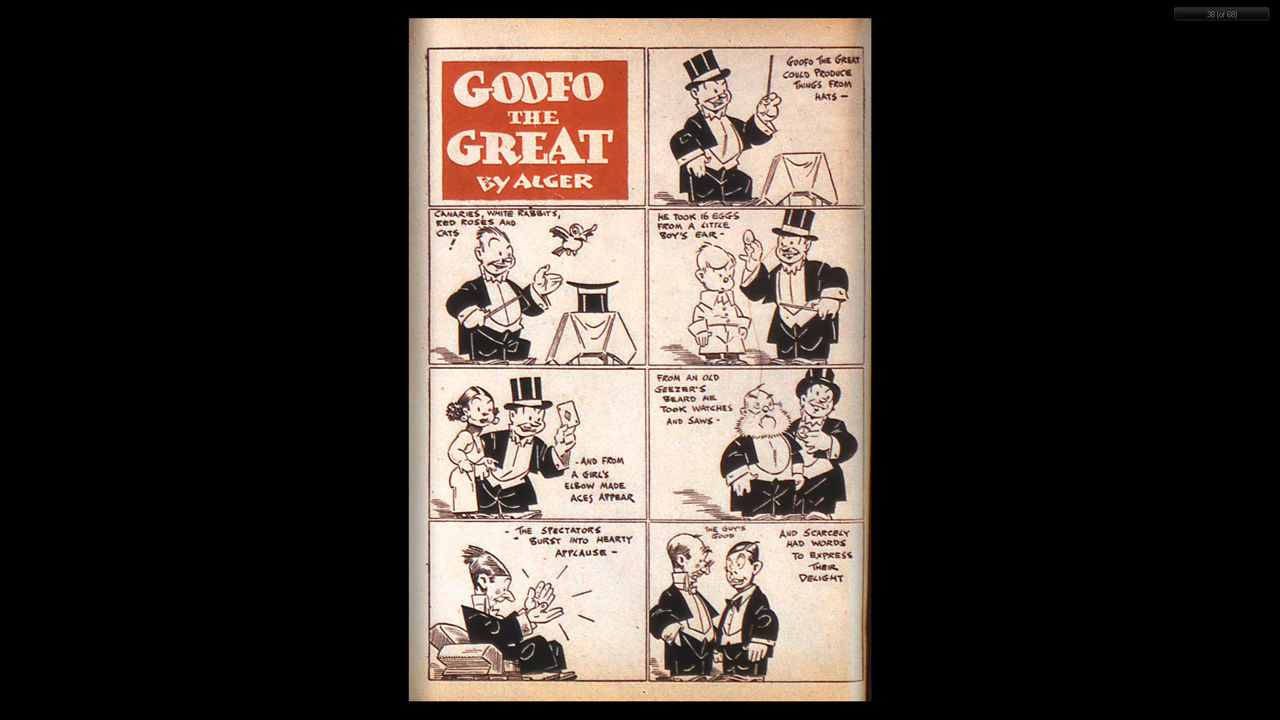 38 (of 68)
GOOFO
THE
GREAT
BY ALGER
GOOFO THE GREAT
COULD PRODUCE
THINGS FROM
HATS -
CANARIES, WHITE RABBITS,
RED ROSES AND
CATS
!
HE TOOK 16 EGGS
FROM A LITTLE
BOY'S EAR -
- AND FROM
A GIRL'S
ELBOW MADE
ACES APPEAR
FROM AN OLD
GEEZER'S
BEARD HE
TOOK WATCHES
AND SAWS -
- THE SPECTATORS
- BURST INTO HEARTY
APPLAUSE -
THE GUY'S
GOOD
AND SCARCELY
HAD WORDS
TO EXPRESS
THEIR
DELIGHT